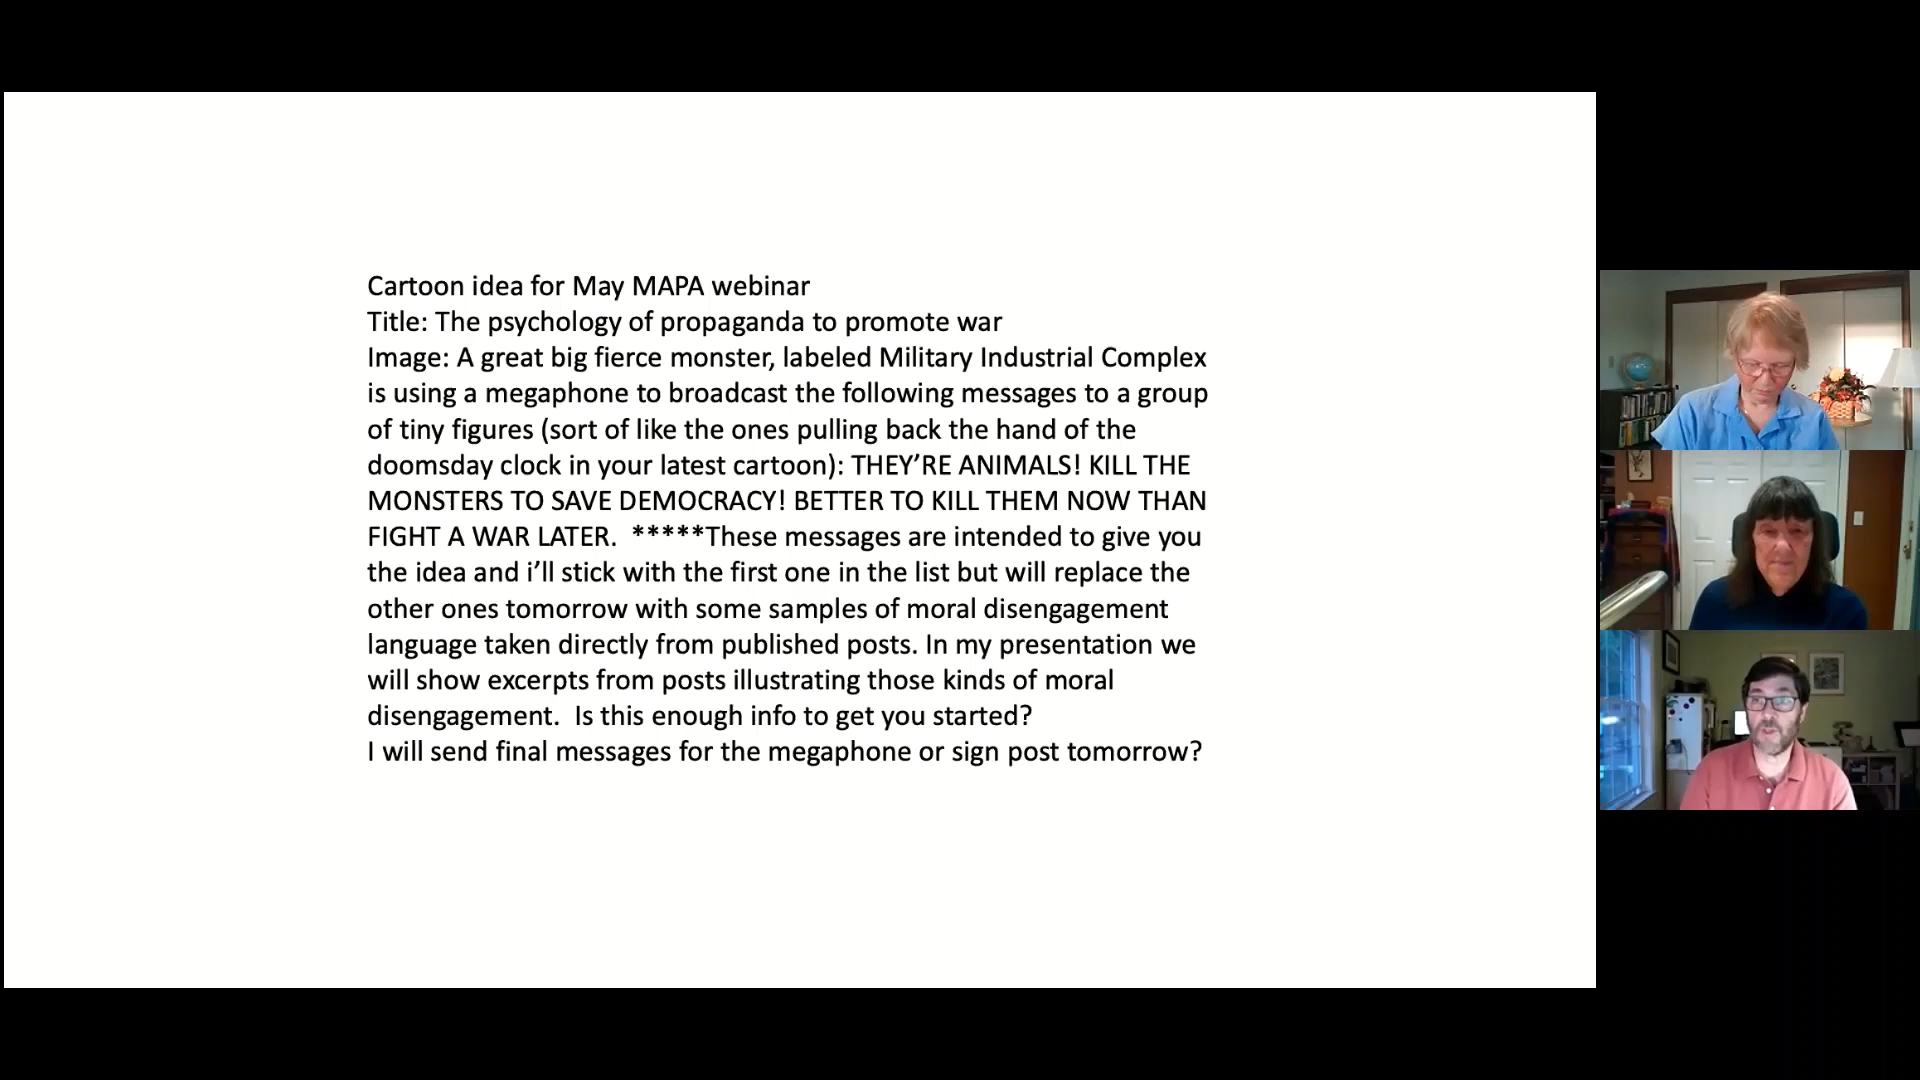 Cartoon idea for May MAPA webinar
Title: The psychology of propaganda to promote war
Image: A great big fierce monster, labeled Military Industrial Complex
is using a megaphone to broadcast the following messages to a group
of tiny figures (sort of like the ones pulling back the hand of the
doomsday clock in your latest cartoon): THEY’RE ANIMALS! KILL THE
MONSTERS TO SAVE DEMOCRACY! BETTER TO KILL THEM NOW THAN
FIGHT A WAR LATER.  *****These messages are intended to give you
the idea and i’ll stick with the first one in the list but will replace the
other ones tomorrow with some samples of moral disengagement
language taken directly from published posts. In my presentation we
will show excerpts from posts illustrating those kinds of moral
disengagement.  Is this enough info to get you started?
I will send final messages for the megaphone or sign post tomorrow?